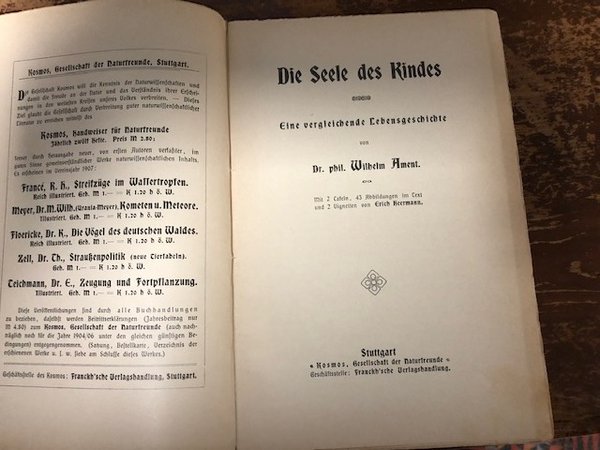 Kosmos, Gesellschaft der Naturfreunde, Stuttgart.
Die Gesellschaft Kosmos will die Kenntnis der Naturwissenschaften und
damit die Freude an der Natur und das Verständnis ihrer Erschei-
nungen in den weitesten Kreisen unseres Volkes verbreiten. — Dieses
Ziel glaubt die Gesellschaft durch Verbreitung guter naturwissenschaftlicher
Literatur zu erreichen mittelst des
Kosmos, Handweiser für Naturfreunde
Jährlich zwölf Hefte. Preis M 2.80;
ferner durch Herausgabe neuer, von ersten Autoren verfaßter, im
guten Sinne gemeinverständlicher Werke naturwissenschaftlichen Inhalts.
Es erscheinen im Vereinsjahr 1907:
Francé, R. H., Streifzüge im Wassertropfen.
Reich illustriert. Geh. M 1.— = K 1.20 h ö. W.
Meyer, Dr. M. Wilh. (Urania-Meyer), Kometen u. Meteore.
Reich illustriert. Geh. M 1.— = K 1.20 h ö. W.
Floericke, Dr. K., Die Vögel des deutschen Waldes.
Reich illustriert. Geh. M 1.— = K 1.20 h ö. W.
Zell, Dr. Th., Straußenpolitik (neue Tierfabeln).
Geh. M 1.— = K 1.20 h ö. W.
Teichmann, Dr. E., Zeugung und Fortpflanzung.
Illustriert. Geh. M 1.— = K 1.20 h ö. W.
Diese Veröffentlichungen sind durch alle Buchhandlungen
zu beziehen, daselbst werden Beitrittserklärungen (Jahresbeitrag nur
M 4.80) zum Kosmos, Gesellschaft der Naturfreunde (auch nach-
träglich noch für die Jahre 1904/06 unter den gleichen günstigen Be-
dingungen) entgegengenommen. (Satzung, Bestellkarte, Verzeichnis der
erschienenen Werke u. s. w. siehe am Schlusse dieses Werkes.)
Geschäftsstelle des Kosmos: Franckh'sche Verlagshandlung, Stuttgart.
Die Seele des Kindes
Eine vergleichende Lebensgeschichte
von
Dr. phil. Wilhelm Ament.
Mit 2 Tafeln, 43 Abbildungen im Text
und 2 Vignetten von Erich Heermann.
Stuttgart
Kosmos, Gesellschaft der Naturfreunde
Geschäftsstelle: Franckh'sche Verlagshandlung.